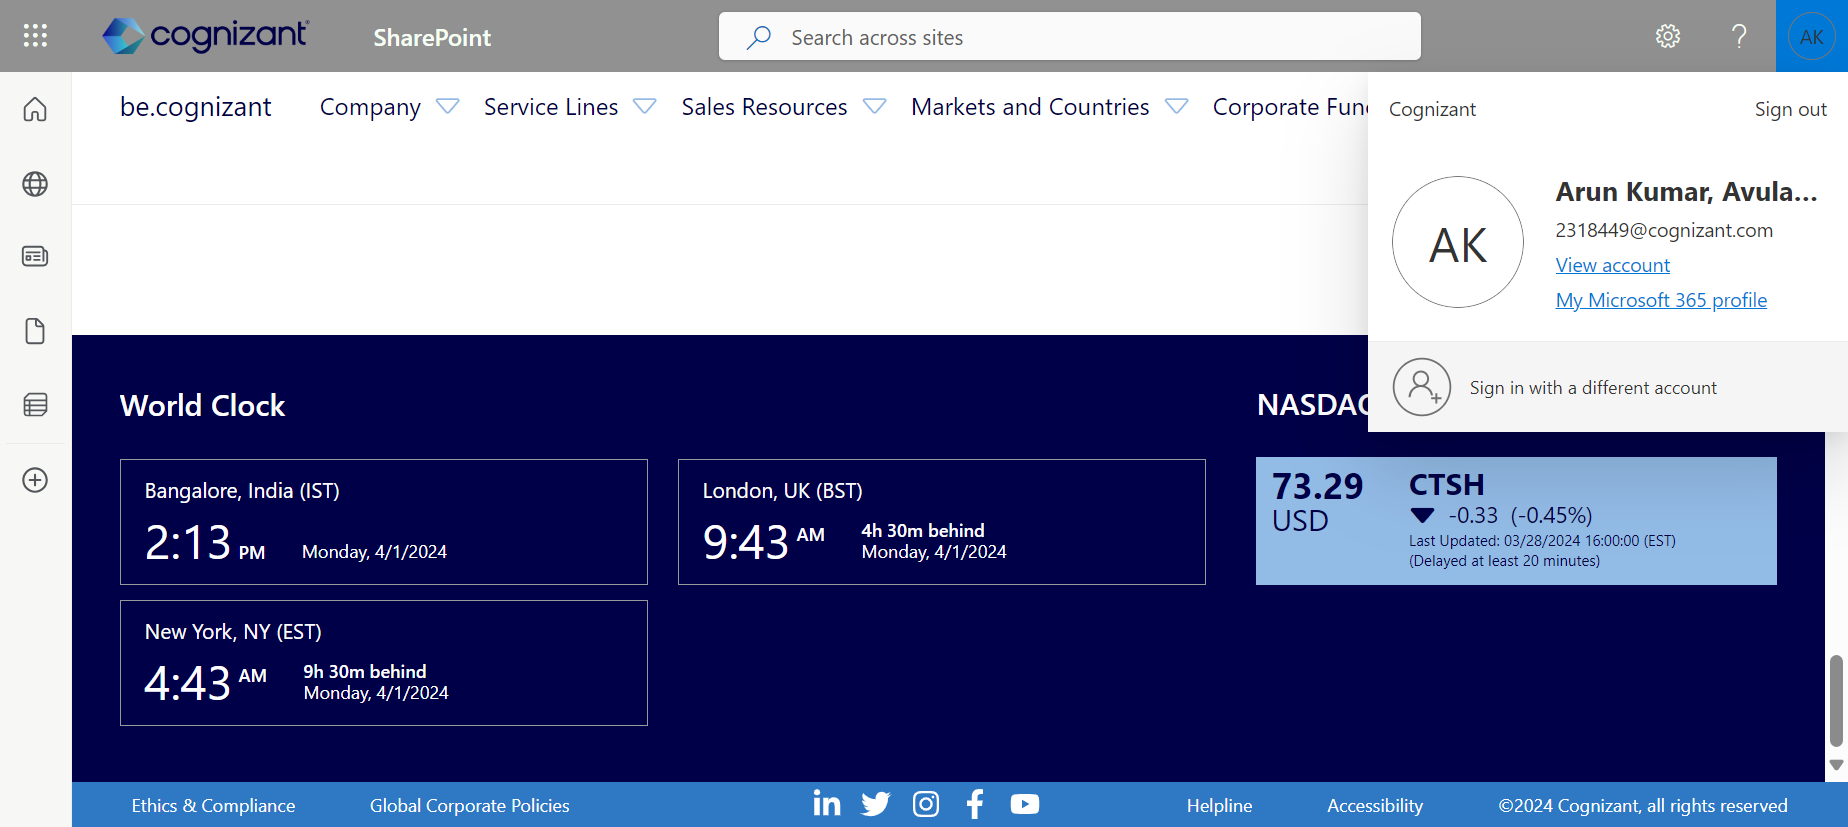 cognizant
SharePoint
Search across sites
AK
be.cognizant
Company
Service Lines
Sales Resources
Markets and Countries
Corporate Fun
Cognizant
Sign out
AK
Arun Kumar, Avula...
2318449@cognizant.com
View account
My Microsoft 365 profile
Sign in with a different account
World Clock
Bangalore, India (IST)
2:13 PM
Monday, 4/1/2024
London, UK (BST)
9:43 AM
4h 30m behind
Monday, 4/1/2024
New York, NY (EST)
4:43 AM
9h 30m behind
Monday, 4/1/2024
NASDAQ
73.29
USD
CTSH
-0.33 (-0.45%)
Last Updated: 03/28/2024 16:00:00 (EST)
(Delayed at least 20 minutes)
Ethics & Compliance
Global Corporate Policies
Helpline
Accessibility
©2024 Cognizant, all rights reserved